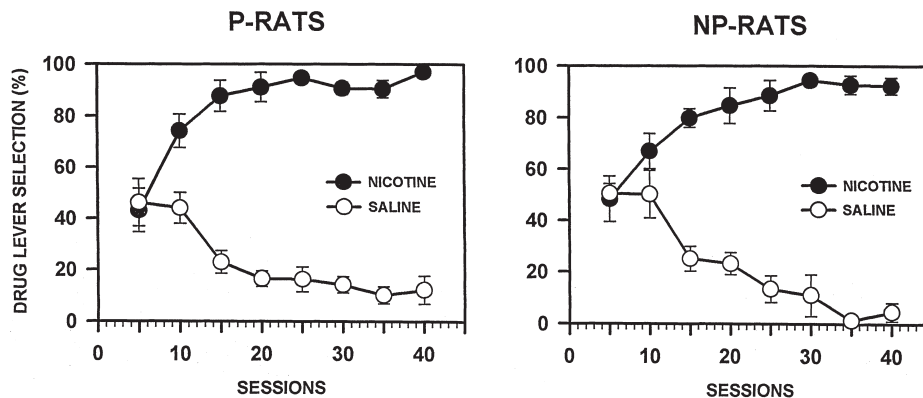 P-RATS
DRUG LEVER SELECTION (%)
100
80
60
40
20
0
NICOTINE
SALINE
0 10 20 30 40
SESSIONS
NP-RATS
100
80
60
40
20
0
NICOTINE
SALINE
0 10 20 30 40
SESSIONS